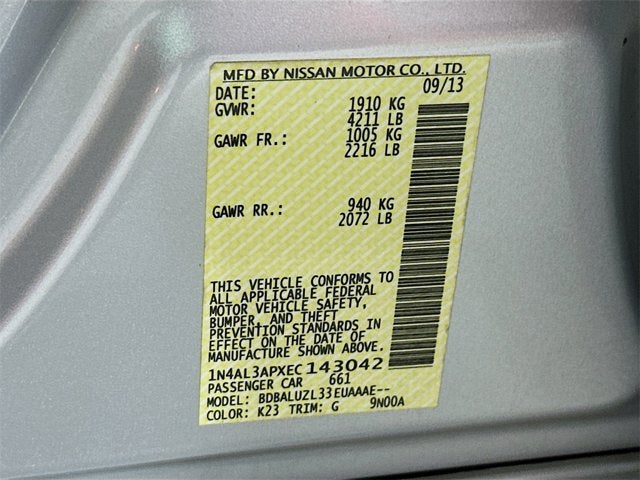 MFD BY NISSAN MOTOR CO., LTD.
DATE: 09/13
GVWR: 1910 KG
4211 LB
GAWR FR.: 1005 KG
2216 LB
GAWR RR.: 940 KG
2072 LB
THIS VEHICLE CONFORMS TO
ALL APPLICABLE FEDERAL
MOTOR VEHICLE SAFETY,
BUMPER, AND THEFT
PREVENTION STANDARDS IN
EFFECT ON THE DATE OF
MANUFACTURE SHOWN ABOVE.
1N4AL3APXEC143042
PASSENGER CAR 661
MODEL: BDBALUZL33EUAAAE--
COLOR: K23 TRIM: G 9N00A